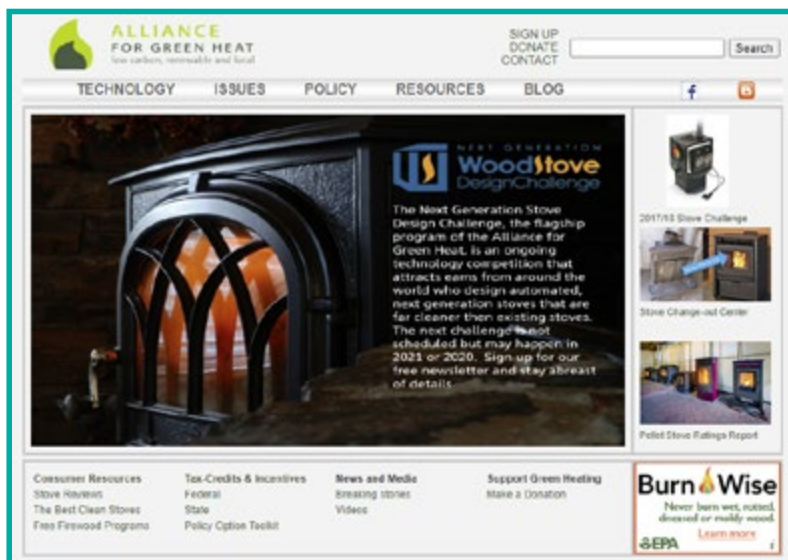 ALLIANCE
FOR GREEN HEAT
low carbon, renewable and local
SIGN UP
DONATE
CONTACT
Search
TECHNOLOGY ISSUES POLICY RESOURCES BLOG
NEXT GENERATION
WoodStove
DesignChallenge
The Next Generation Stove
Design Challenge, the flagship
program of the Alliance for
Green Heat, is an ongoing
technology competition that
attracts eams from around the
world who design automated,
next generation stoves that are
far cleaner then existing stoves.
The next challenge is not
scheduled but may happen in
2021 or 2020. Sign up for our
free newsletter and stay abreast
of details
2017/18 Stove Challenge
Stove Change-out Center
Pellet Stove Ratings Report
Consumer Resources
Stove Reviews
The Best Clean Stoves
Free Firewood Programs
Tax-Credits & Incentives
Federal
State
Policy Option Toolkit
News and Media
Breaking stories
Videos
Support Green Heating
Make a Donation
Burn Wise
Never burn wet, rotted,
diseased or moldy wood.
Learn more
EPA